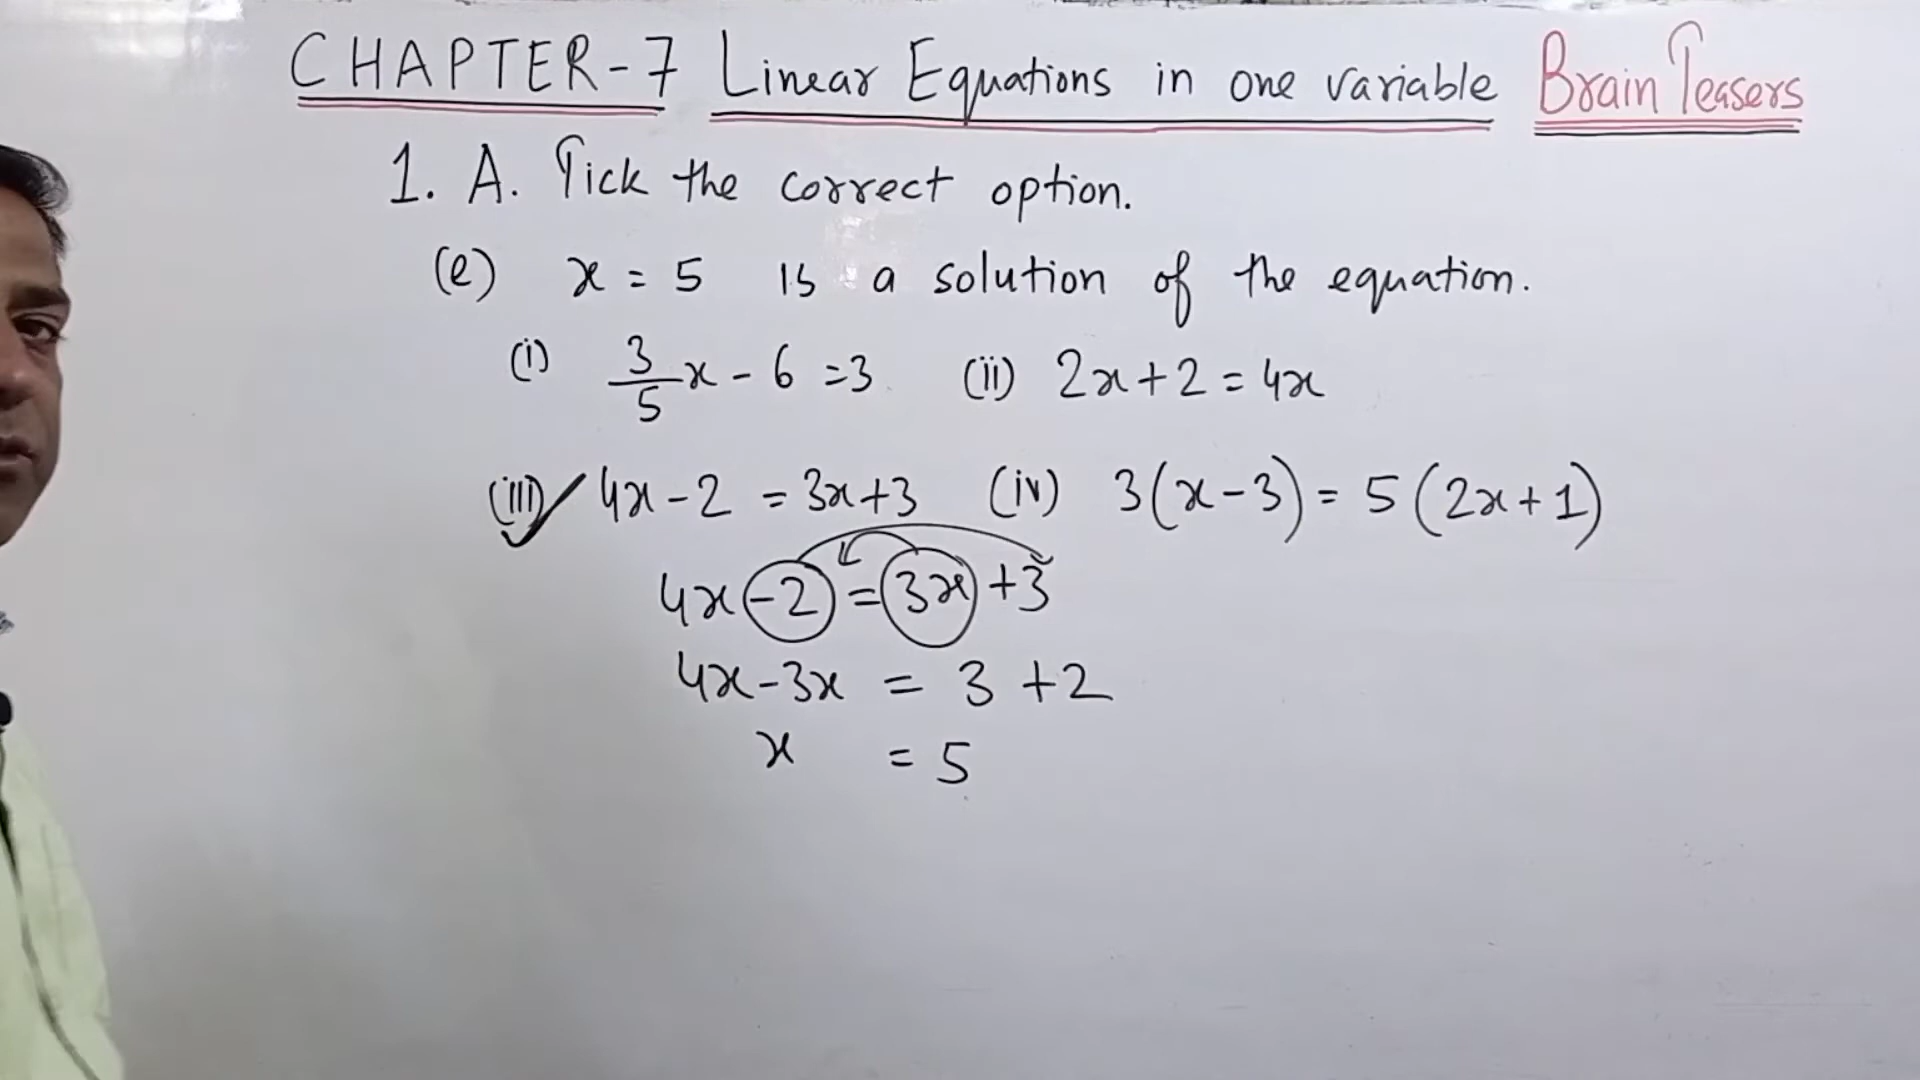 CHAPTER-7 Linear Equations in one variable Brain Teasers
1. A. Tick the correct option.
(e) x = 5 is a solution of the equation.
(i) 3/5 x - 6 = 3 (ii) 2x + 2 = 4x
(iii) ✓ 4x - 2 = 3x + 3 (iv) 3(x - 3) = 5(2x + 1)
4x - 2 = 3x + 3
4x - 3x = 3 + 2
x = 5